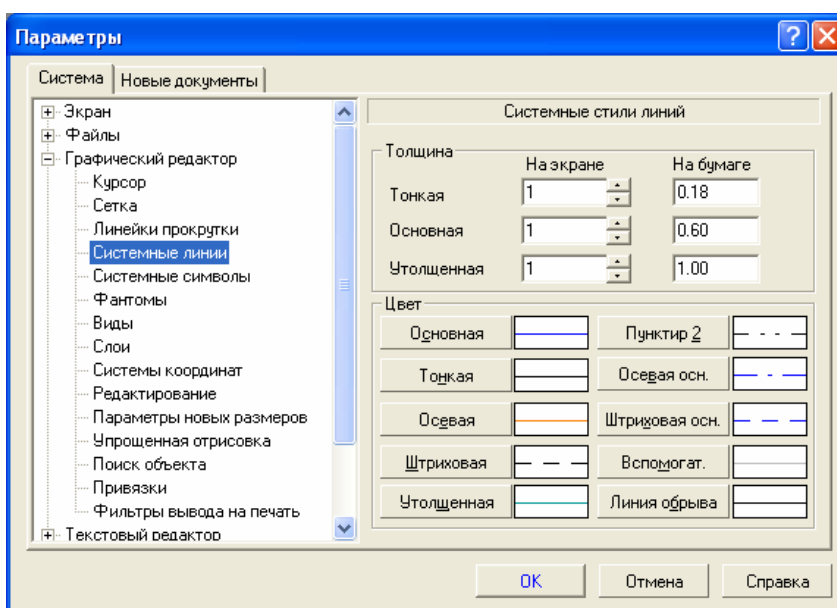 Параметры
Система
Новые документы
Экран
Файлы
Графический редактор
Курсор
Сетка
Линейки прокрутки
Системные линии
Системные символы
Фантомы
Виды
Слои
Системы координат
Редактирование
Параметры новых размеров
Упрощенная отрисовка
Поиск объекта
Привязки
Фильтры вывода на печать
Текстовый редактор
Системные стили линий
Толщина
На экране На бумаге
Тонкая 1 0.18
Основная 1 0.60
Утолщенная 1 1.00
Цвет
Основная Пунктир 2
Тонкая Осевая осн.
Осевая Штриховая осн.
Штриховая Вспомогат.
Утолщенная Линия обрыва
OK Отмена Справка